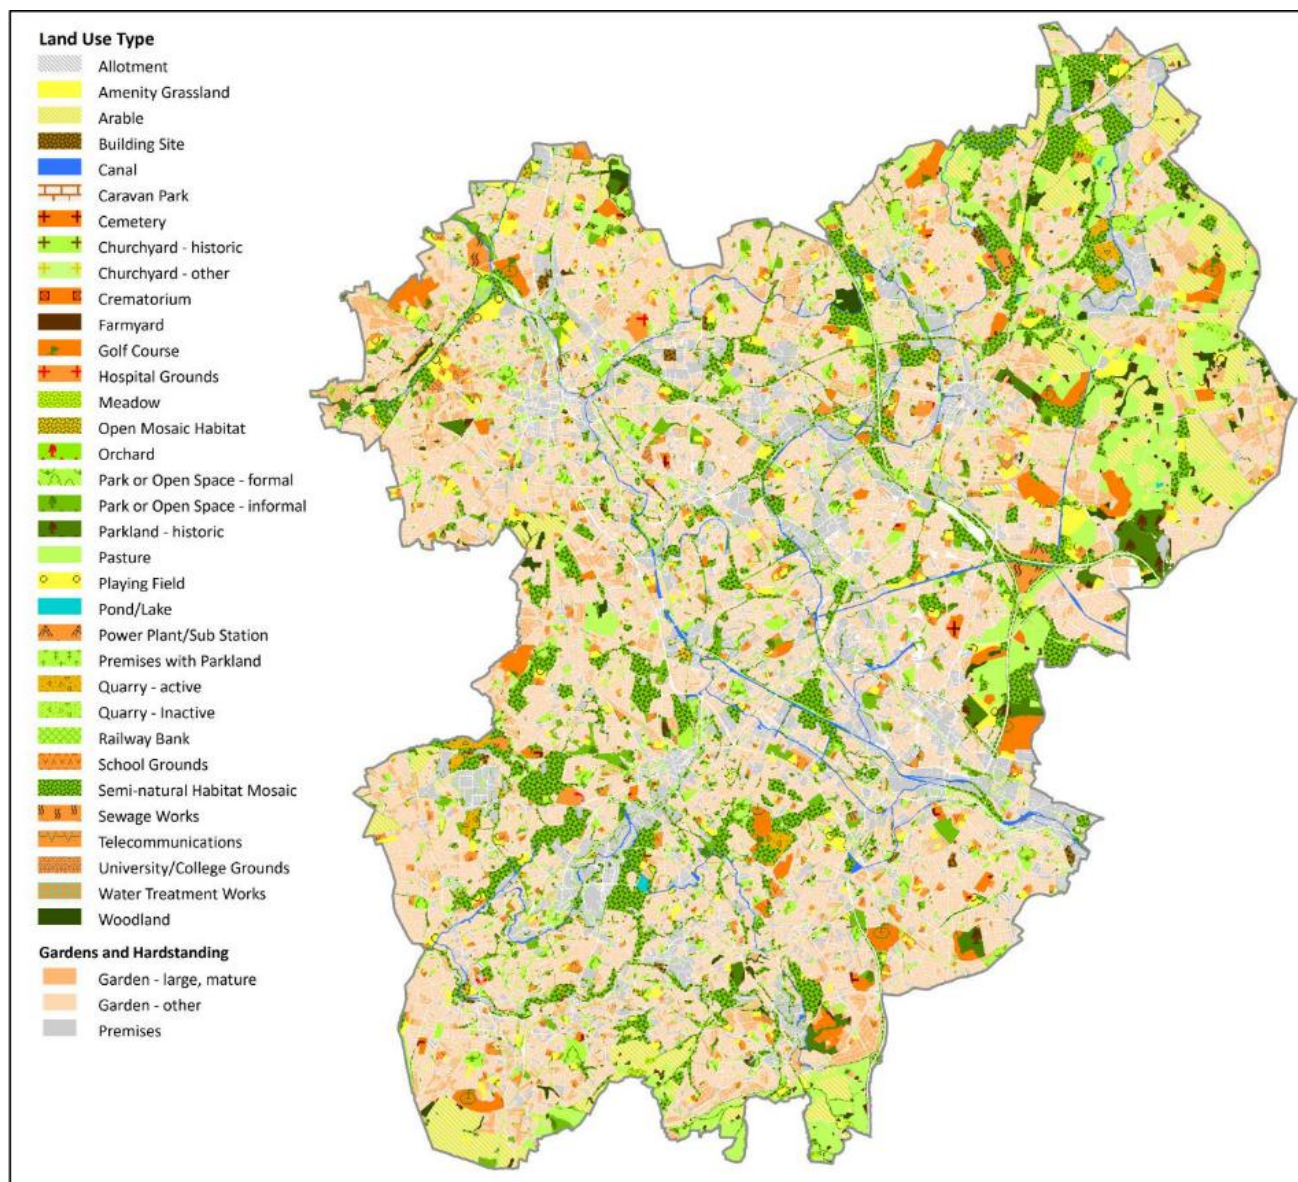 Land Use Type
Allotment
Amenity Grassland
Arable
Building Site
Canal
Caravan Park
Cemetery
Churchyard - historic
Churchyard - other
Crematorium
Farmyard
Golf Course
Hospital Grounds
Meadow
Open Mosaic Habitat
Orchard
Park or Open Space - formal
Park or Open Space - informal
Parkland - historic
Pasture
Playing Field
Pond/Lake
Power Plant/Sub Station
Premises with Parkland
Quarry - active
Quarry - Inactive
Railway Bank
School Grounds
Semi-natural Habitat Mosaic
Sewage Works
Telecommunications
University/College Grounds
Water Treatment Works
Woodland
Gardens and Hardstanding
Garden - large, mature
Garden - other
Premises